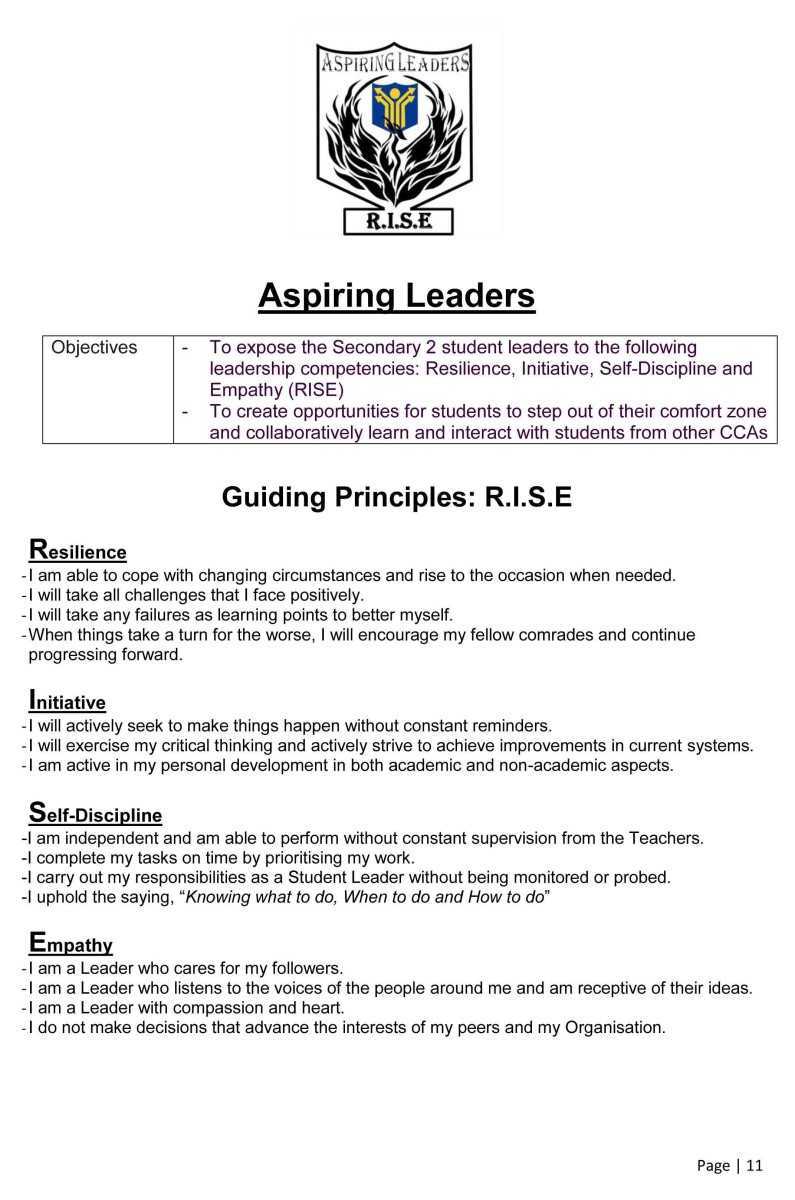 ASPIRING LEADERS
R.I.S.E
Aspiring Leaders
Objectives
- To expose the Secondary 2 student leaders to the following
leadership competencies: Resilience, Initiative, Self-Discipline and
Empathy (RISE)
- To create opportunities for students to step out of their comfort zone
and collaboratively learn and interact with students from other CCAs
Guiding Principles: R.I.S.E
Resilience
-I am able to cope with changing circumstances and rise to the occasion when needed.
-I will take all challenges that I face positively.
-I will take any failures as learning points to better myself.
-When things take a turn for the worse, I will encourage my fellow comrades and continue
progressing forward.
Initiative
-I will actively seek to make things happen without constant reminders.
-I will exercise my critical thinking and actively strive to achieve improvements in current systems.
-I am active in my personal development in both academic and non-academic aspects.
Self-Discipline
-I am independent and am able to perform without constant supervision from the Teachers.
-I complete my tasks on time by prioritising my work.
-I carry out my responsibilities as a Student Leader without being monitored or probed.
-I uphold the saying, “Knowing what to do, When to do and How to do”
Empathy
-I am a Leader who cares for my followers.
-I am a Leader who listens to the voices of the people around me and am receptive of their ideas.
-I am a Leader with compassion and heart.
-I do not make decisions that advance the interests of my peers and my Organisation.
Page | 11